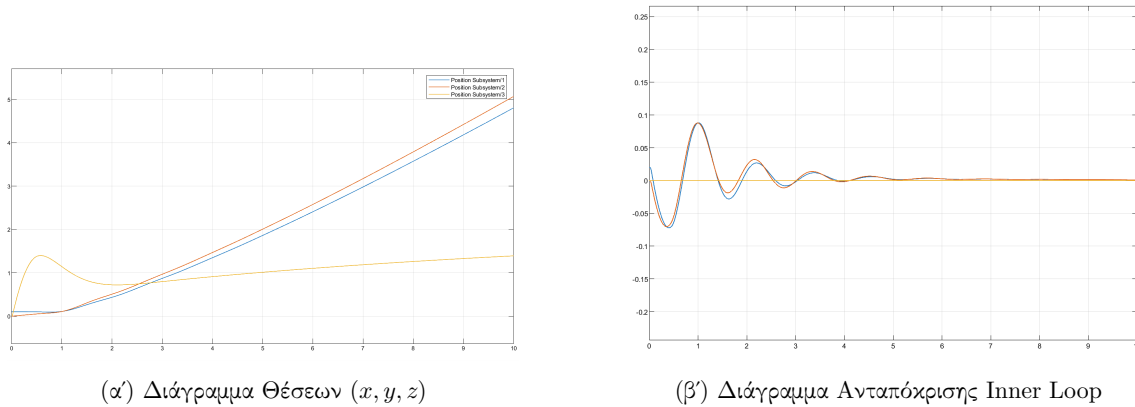 Position Subsystem/1
Position Subsystem/2
Position Subsystem/3
5
4
3
2
1
0
0 1 2 3 4 5 6 7 8 9 10
0.25
0.2
0.15
0.1
0.05
0
-0.05
-0.1
-0.15
-0.2
0 1 2 3 4 5 6 7 8 9
(αʹ) Διάγραμμα Θέσεων (x, y, z)
(βʹ) Διάγραμμα Ανταπόκρισης Inner Loop